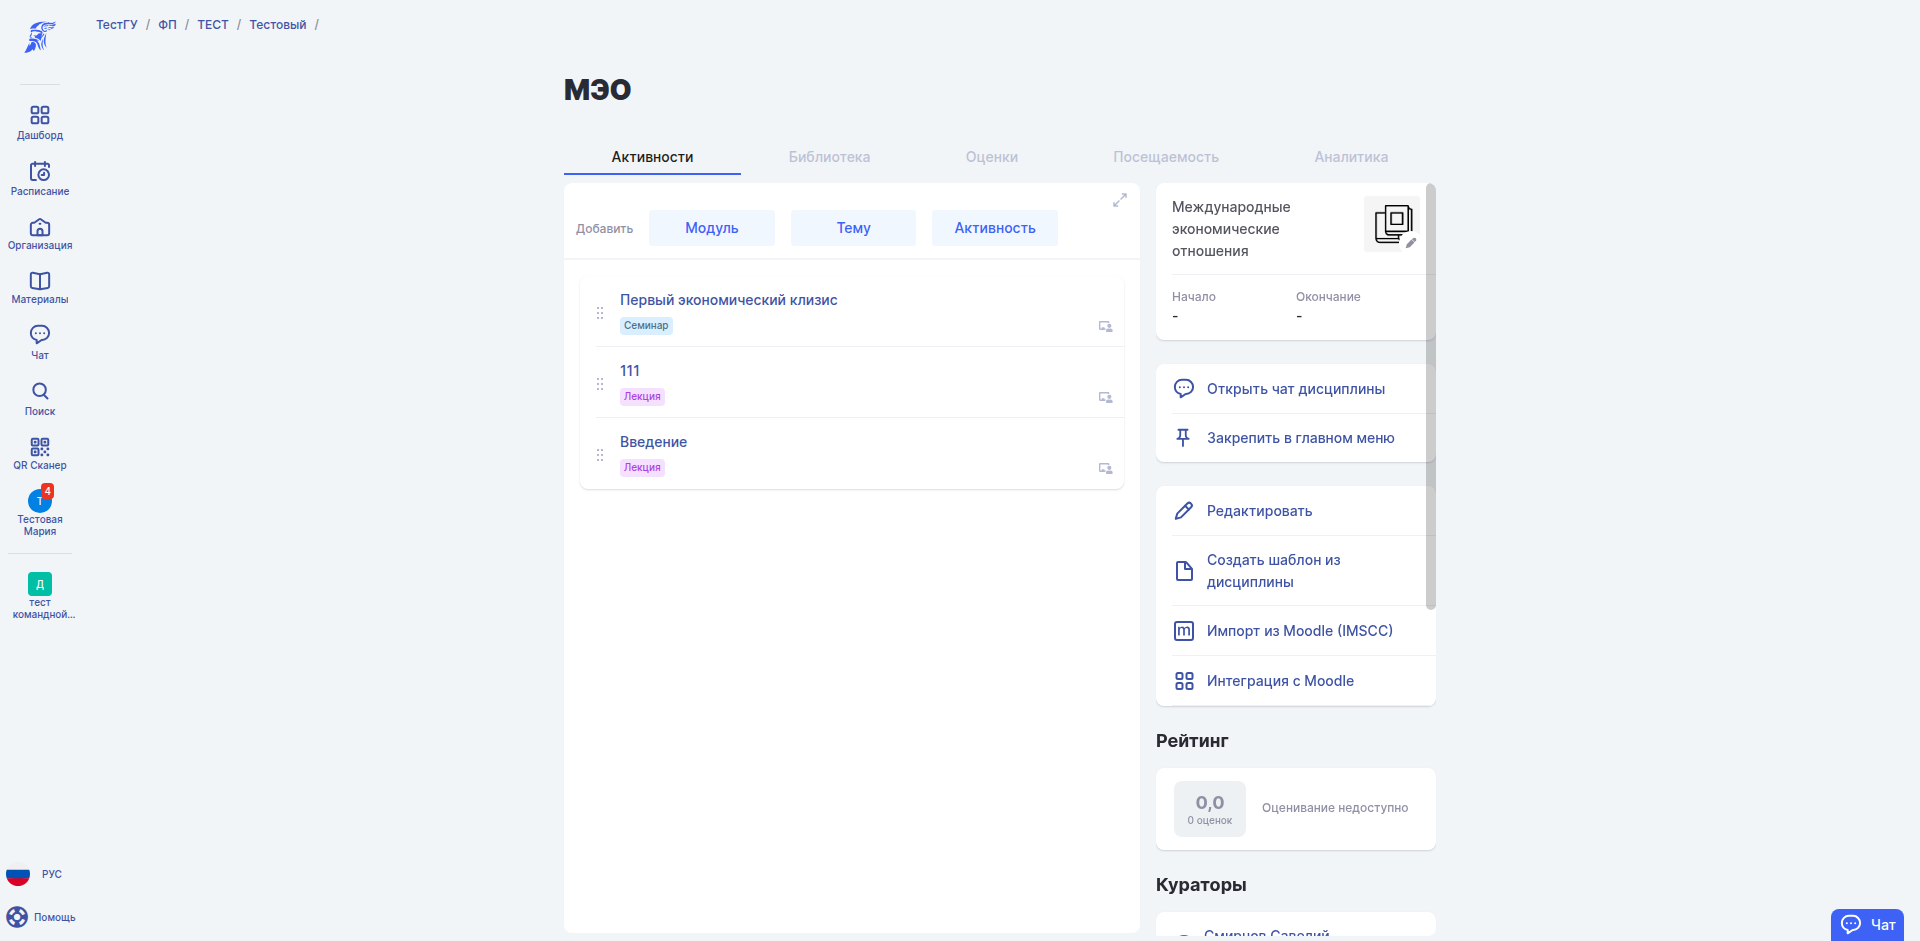 ТестГУ / ФП / ТЕСТ / Тестовый /
мэо
Дашборд
Расписание
Организация
Материалы
Чат
Поиск
QR Сканер
4
Т
Тестовая
Мария
Д
тест
командной...
РУС
Помощь
Активности
Библиотека
Оценки
Посещаемость
Аналитика
Добавить
Модуль
Тему
Активность
Первый экономический клизис
Семинар
111
Лекция
Введение
Лекция
Международные
экономические
отношения
Начало
Окончание
-
-
Открыть чат дисциплины
Закрепить в главном меню
Редактировать
Создать шаблон из
дисциплины
m
Импорт из Moodle (IMSCC)
Интеграция с Moodle
Рейтинг
0,0
0 оценок
Оценивание недоступно
Кураторы
Смирнов Савелий
Чат